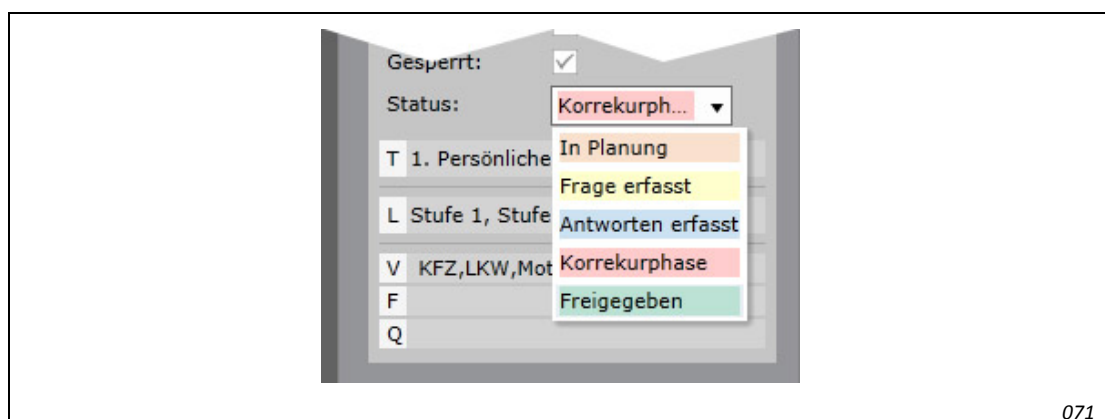 Gesperrt:
Status: Korrekurph...
In Planung
T 1. Persönliche
Frage erfasst
L Stufe 1, Stufe
Antworten erfasst
V KFZ,LKW,Mot
Korrekurphase
F
Freigegeben
Q
071